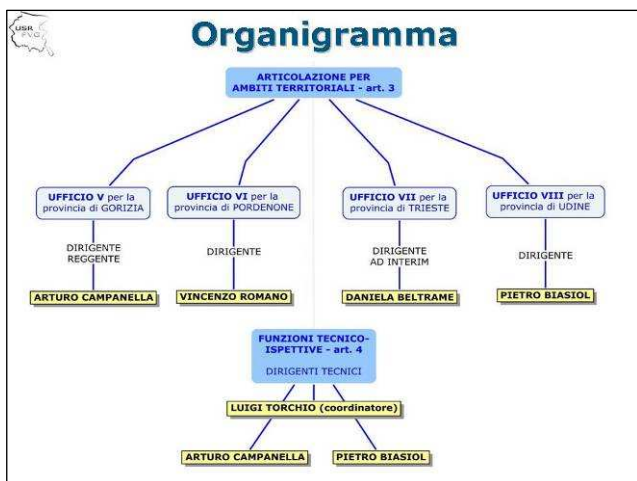 USR
FVG
Organigramma
ARTICOLAZIONE PER
AMBITI TERRITORIALI - art. 3
UFFICIO V per la
provincia di GORIZIA
UFFICIO VI per la
provincia di PORDENONE
UFFICIO VII per la
provincia di TRIESTE
UFFICIO VIII per la
provincia di UDINE
DIRIGENTE
REGGENTE
DIRIGENTE
DIRIGENTE
AD INTERIM
DIRIGENTE
ARTURO CAMPANELLA
VINCENZO ROMANO
DANIELA BELTRAME
PIETRO BIASIOL
FUNZIONI TECNICO-
ISPETTIVE - art. 4
DIRIGENTI TECNICI
LUIGI TORCHIO (coordinatore)
ARTURO CAMPANELLA
PIETRO BIASIOL